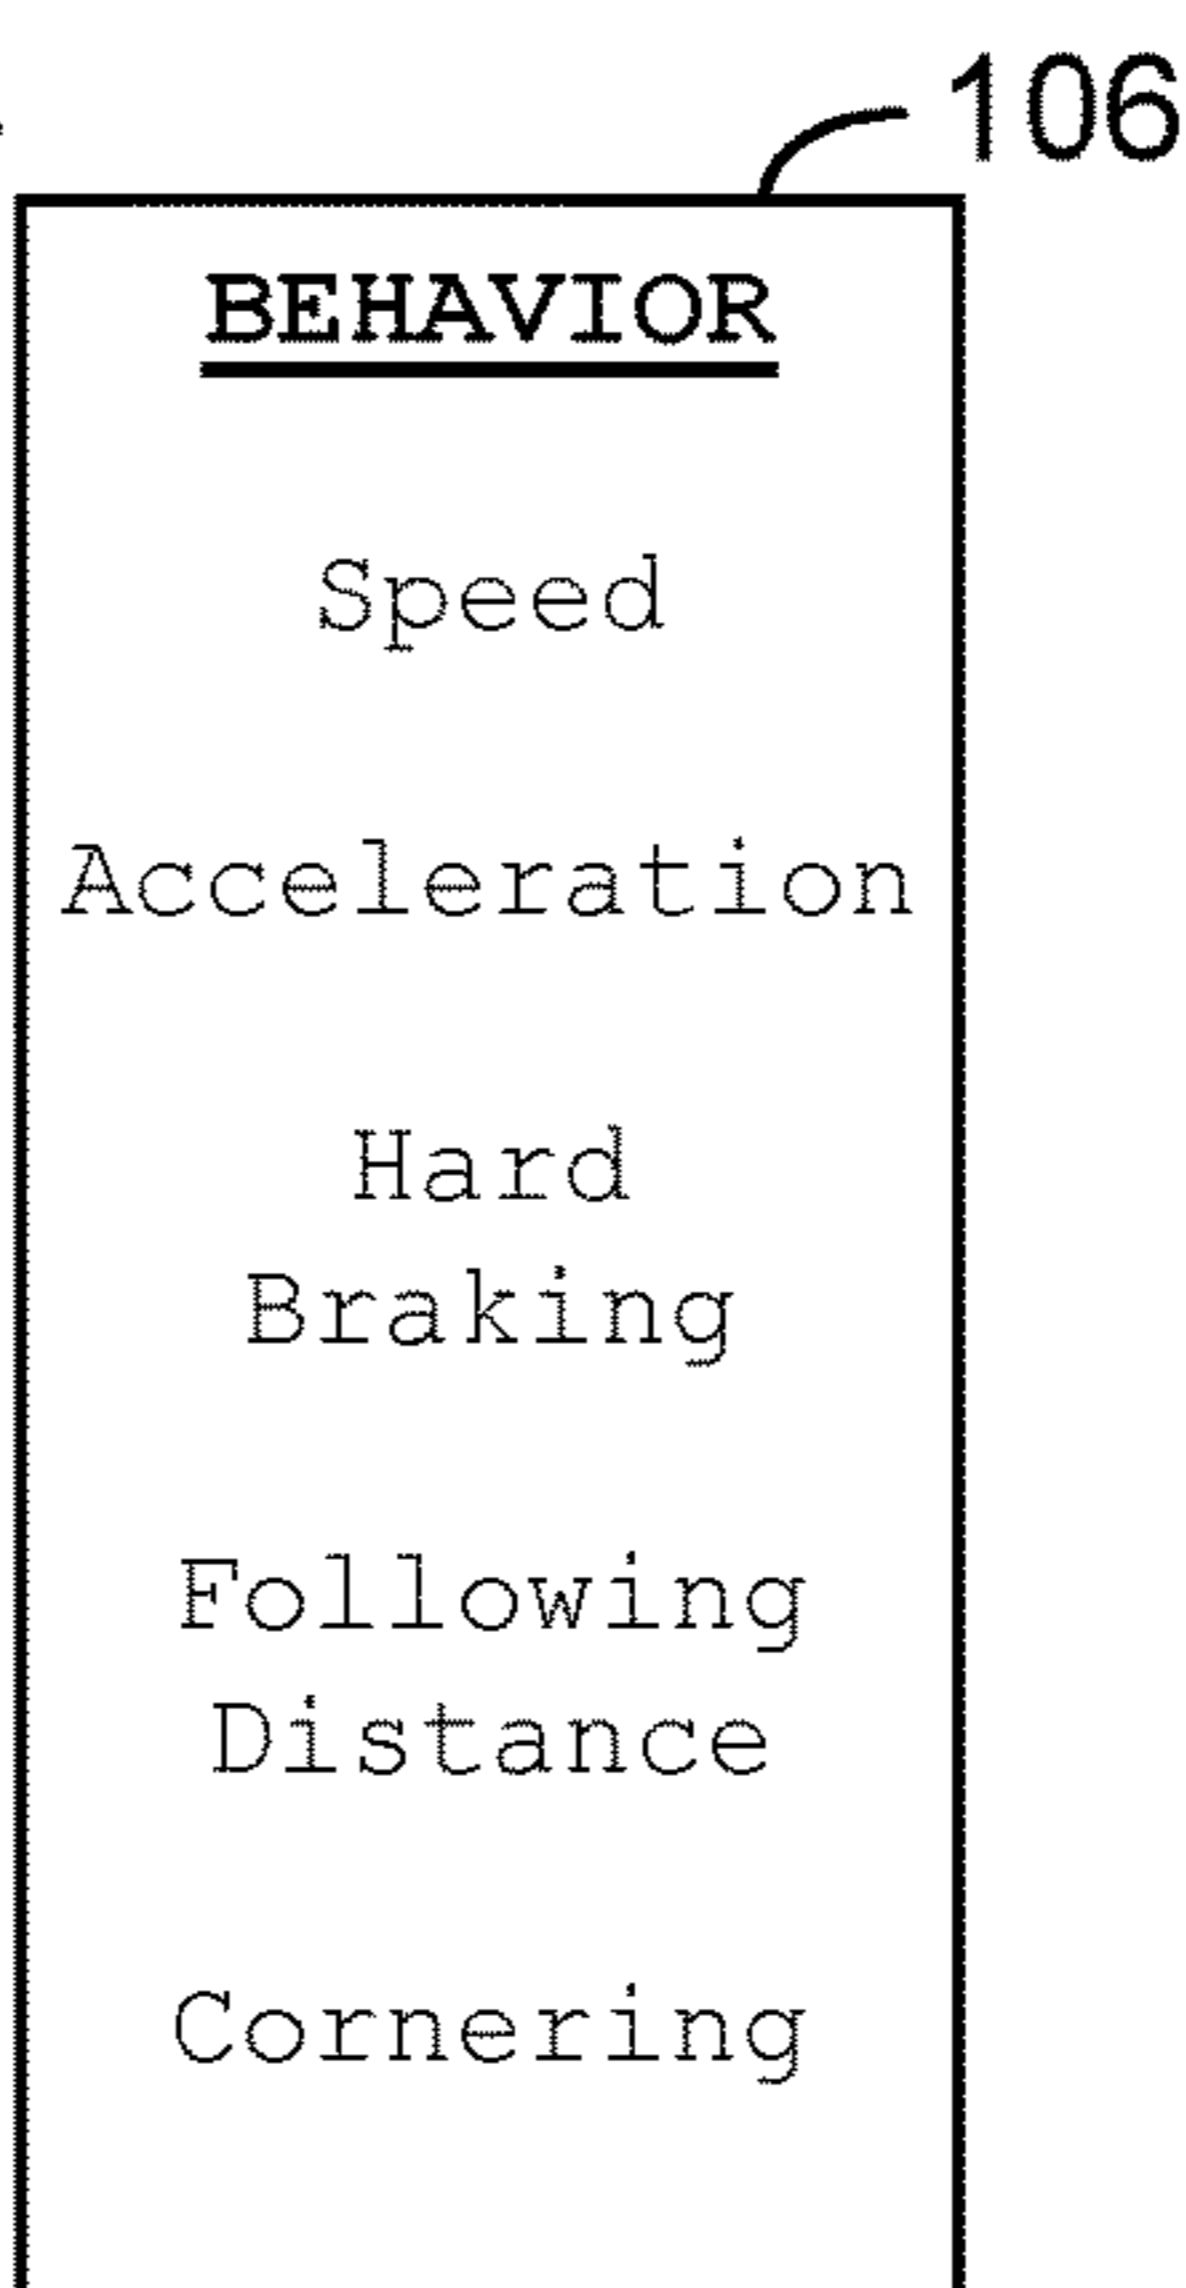 106
BEHAVIOR
Speed
Acceleration
Hard
Braking
Following
Distance
Cornering